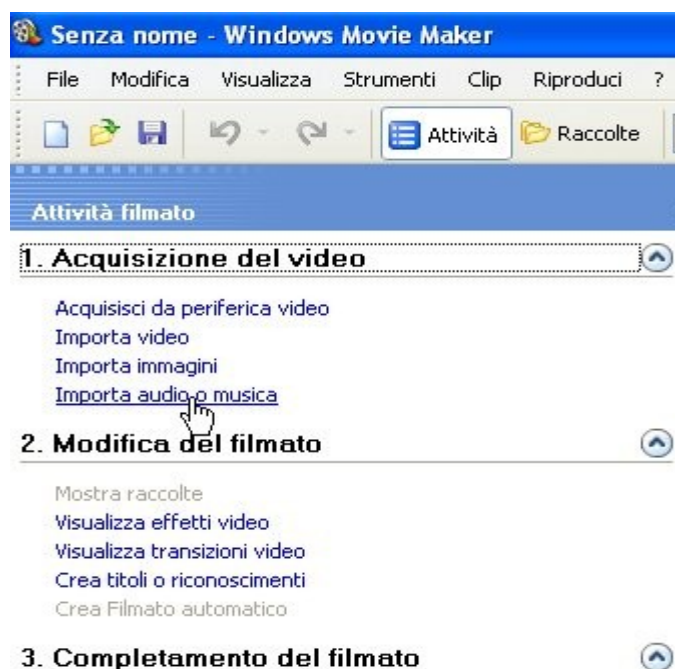 Senza nome - Windows Movie Maker
File Modifica Visualizza Strumenti Clip Riproduci ?
Attività Raccolte
Attività filmato
1. Acquisizione del video
Acquisisci da periferica video
Importa video
Importa immagini
Importa audio o musica
2. Modifica del filmato
Mostra raccolte
Visualizza effetti video
Visualizza transizioni video
Crea titoli o riconoscimenti
Crea Filmato automatico
3. Completamento del filmato